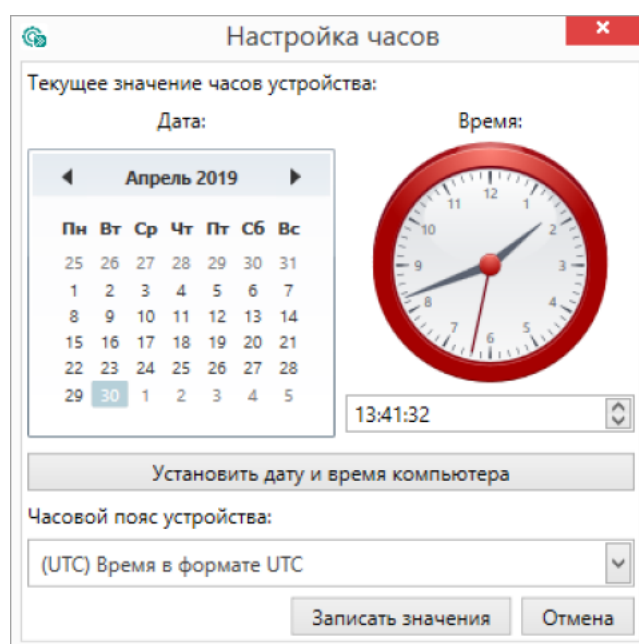 Настройка часов
Текущее значение часов устройства:
Дата:
Время:
Апрель 2019
Пн Вт Ср Чт Пт Сб Вс
25 26 27 28 29 30 31
1 2 3 4 5 6 7
8 9 10 11 12 13 14
15 16 17 18 19 20 21
22 23 24 25 26 27 28
29 30 1 2 3 4 5
12
11 1
10 2
9 3
8 4
7 5
6
13:41:32
Установить дату и время компьютера
Часовой пояс устройства:
(UTC) Время в формате UTC
Записать значения
Отмена